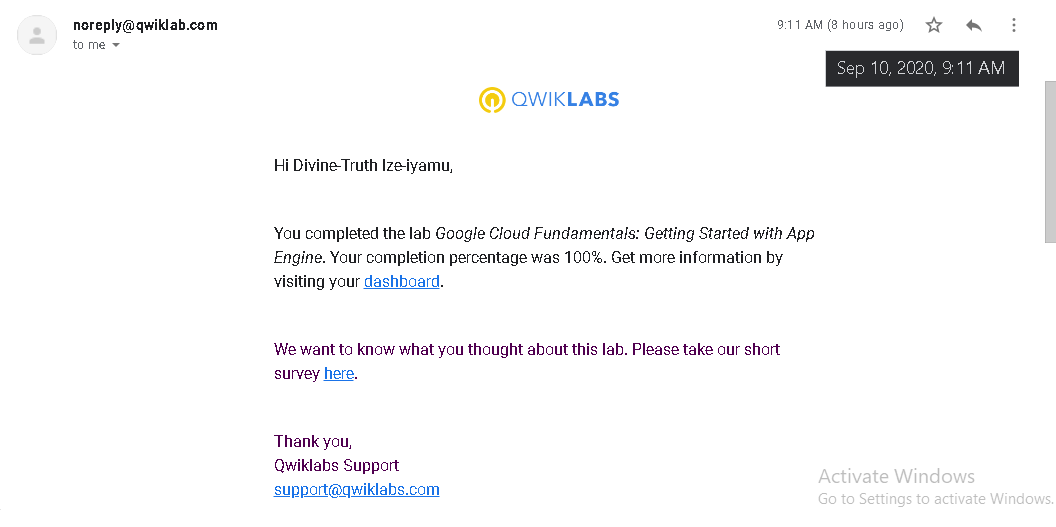 noreply@qwiklab.com
9:11 AM (8 hours ago)
to me
Sep 10, 2020, 9:11 AM
QWIKLABS
Hi Divine-Truth Ize-iyamu,
You completed the lab Google Cloud Fundamentals: Getting Started with App
Engine. Your completion percentage was 100%. Get more information by
visiting your dashboard.
We want to know what you thought about this lab. Please take our short
survey here.
Thank you,
Qwiklabs Support
support@qwiklabs.com
Activate Windows
Go to Settings to activate Windows.